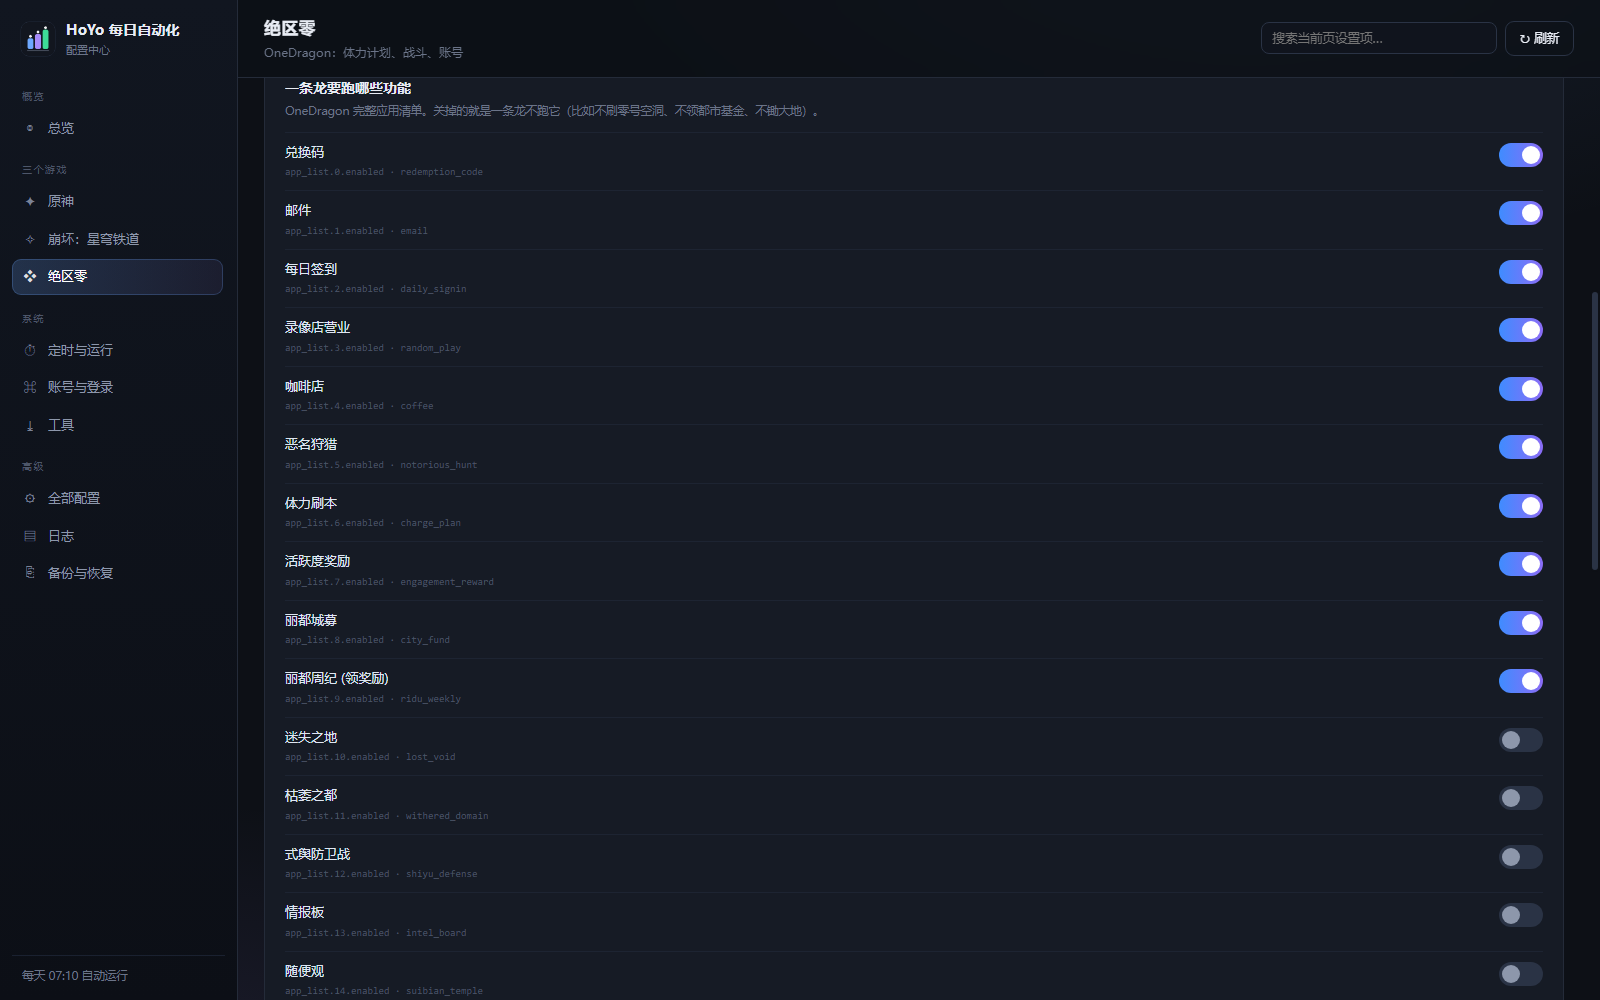 HoYo 每日自动化
配置中心
概览
总览
三个游戏
原神
崩坏：星穹铁道
绝区零
系统
定时与运行
账号与登录
工具
高级
全部配置
日志
备份与恢复
每天 07:10 自动运行
绝区零
OneDragon：体力计划、战斗、账号
搜索当前页设置项...
刷新
一条龙要跑哪些功能
OneDragon 完整应用清单。关掉的就是一条龙不跑它（比如不刷零号空洞、不领都市基金、不锄大地）。
兑换码
app_list.0.enabled · redemption_code
邮件
app_list.1.enabled · email
每日签到
app_list.2.enabled · daily_signin
录像店营业
app_list.3.enabled · random_play
咖啡店
app_list.4.enabled · coffee
恶名狩猎
app_list.5.enabled · notorious_hunt
体力刷本
app_list.6.enabled · charge_plan
活跃度奖励
app_list.7.enabled · engagement_reward
丽都城募
app_list.8.enabled · city_fund
丽都周纪 (领奖励)
app_list.9.enabled · ridu_weekly
迷失之地
app_list.10.enabled · lost_void
枯萎之都
app_list.11.enabled · withered_domain
式舆防卫战
app_list.12.enabled · shiyu_defense
情报板
app_list.13.enabled · intel_board
随便观
app_list.14.enabled · suibian_temple